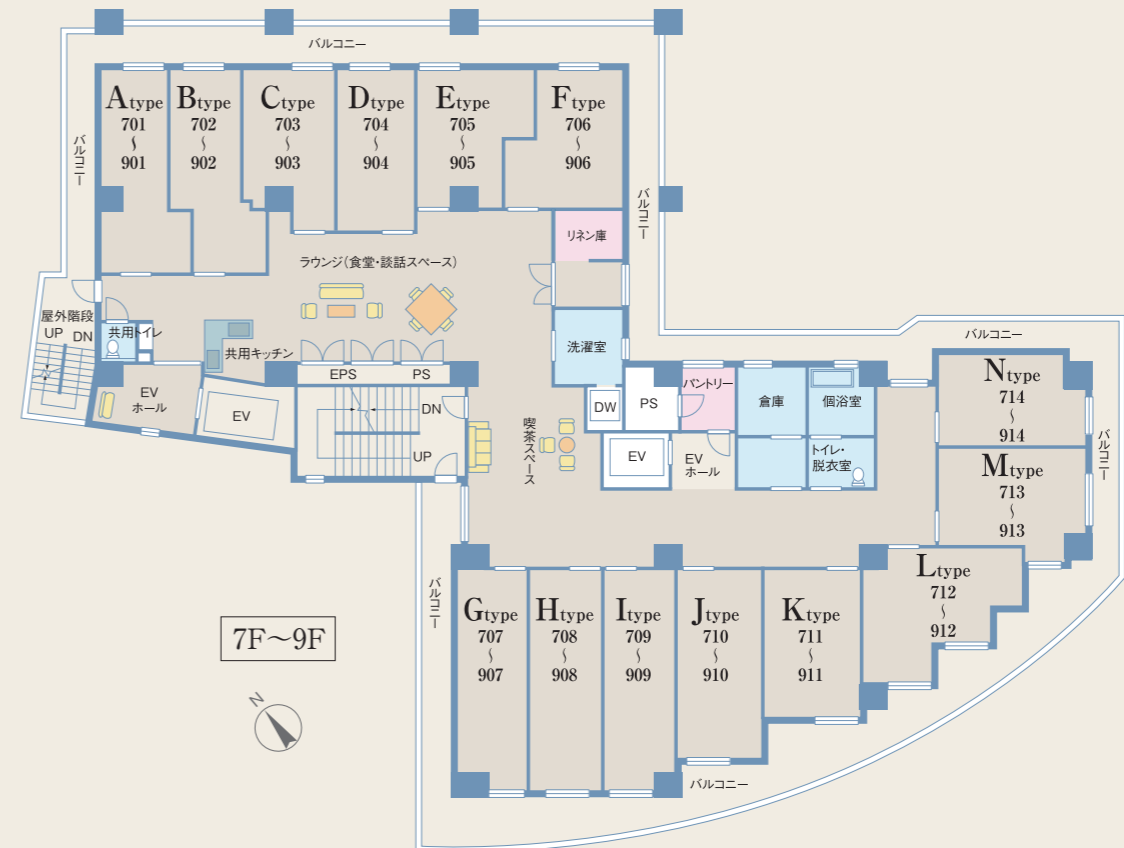 バルコニー
バルコニー
Atype
701
〜
901
Btype
702
〜
902
Ctype
703
〜
903
Dtype
704
〜
904
Etype
705
〜
905
Ftype
706
〜
906
バルコニー
リネン庫
ラウンジ（食堂・談話スペース）
屋外階段
UP DN
共用トイレ
共用キッチン
洗濯室
EPS
PS
EV
ホール
EV
DN
UP
喫茶スペース
DW
PS
パントリー
倉庫
個浴室
EV
EV
ホール
トイレ・
脱衣室
バルコニー
Ntype
714
〜
914
バルコニー
Mtype
713
〜
913
Ltype
712
〜
912
バルコニー
Gtype
707
〜
907
Htype
708
〜
908
Itype
709
〜
909
Jtype
710
〜
910
Ktype
711
〜
911
バルコニー
7F〜9F
N